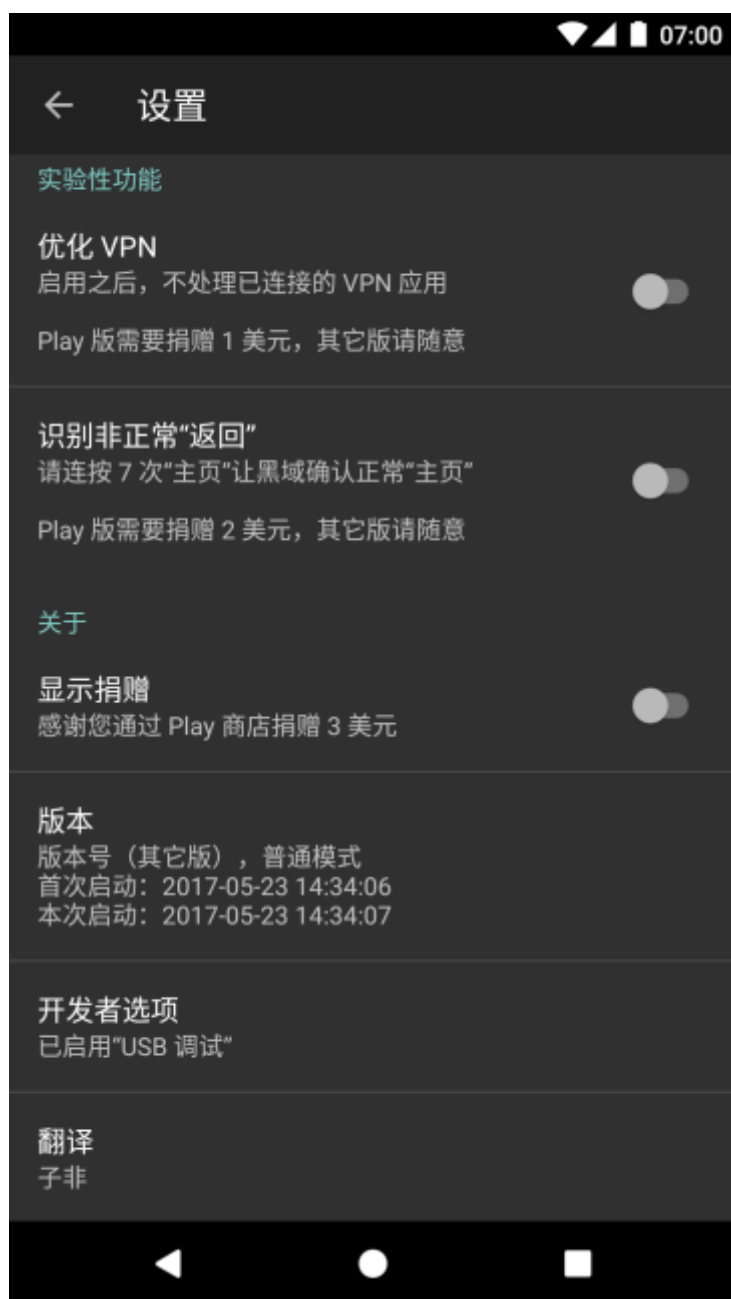 07:00
设置
实验性功能
优化 VPN
启用之后，不处理已连接的 VPN 应用
Play 版需要捐赠 1 美元，其它版请随意
识别非正常“返回”
请连按 7 次“主页”让黑域确认正常“主页”
Play 版需要捐赠 2 美元，其它版请随意
关于
显示捐赠
感谢您通过 Play 商店捐赠 3 美元
版本
版本号（其它版），普通模式
首次启动：2017-05-23 14:34:06
本次启动：2017-05-23 14:34:07
开发者选项
已启用“USB 调试”
翻译
子非